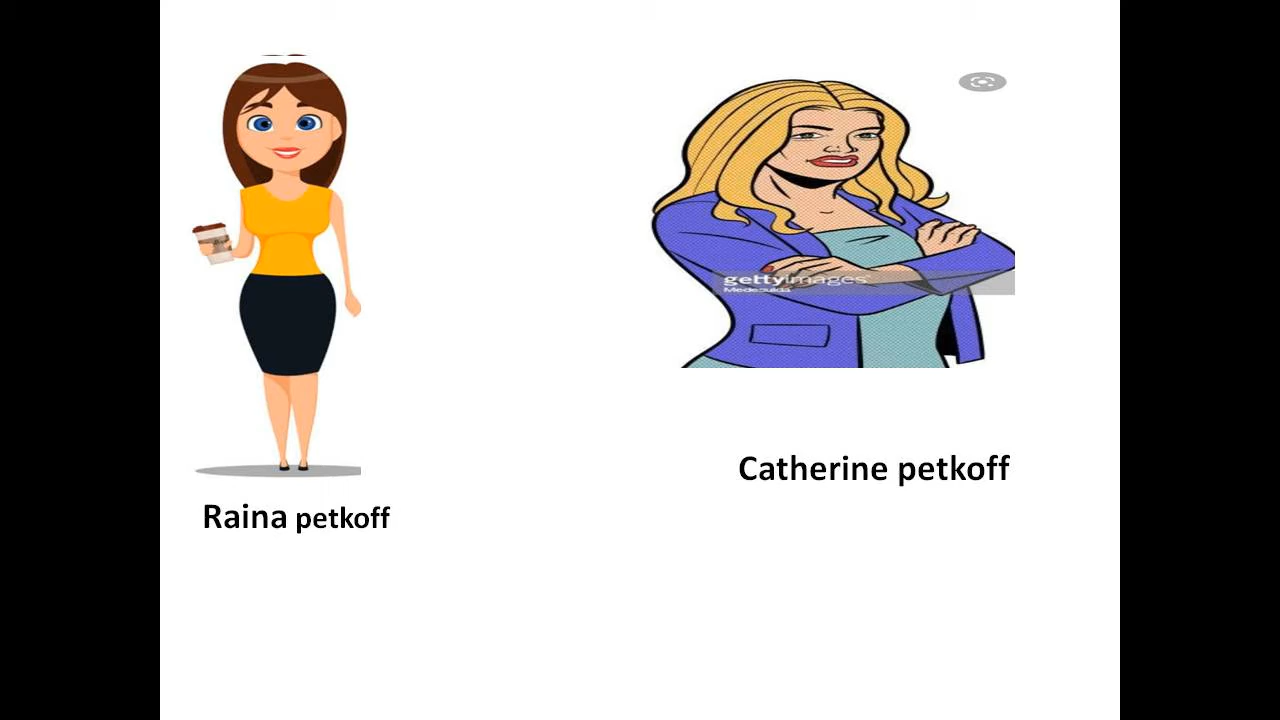 gettyimages
Catherine petkoff
Raina petkoff